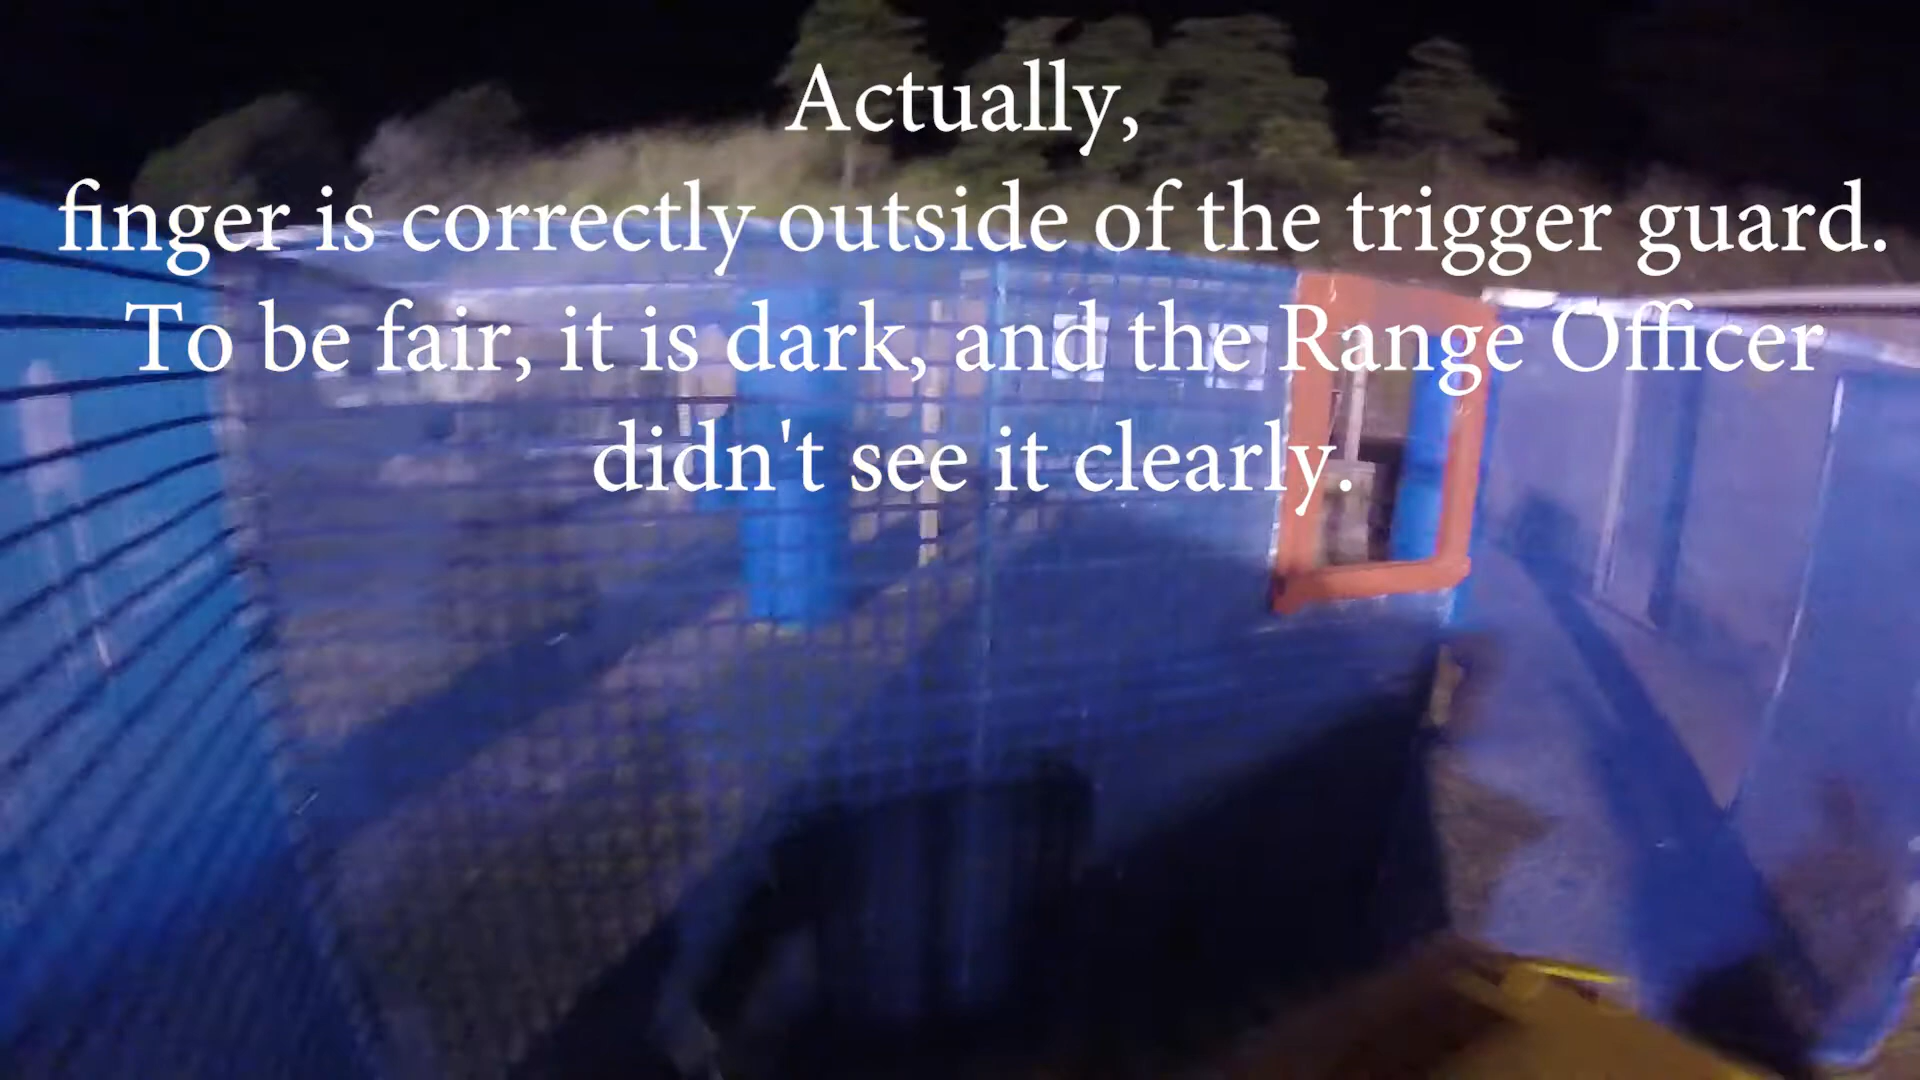 Actually,
finger is correctly outside of the trigger guard.
To be fair, it is dark, and the Range Officer
didn't see it clearly.